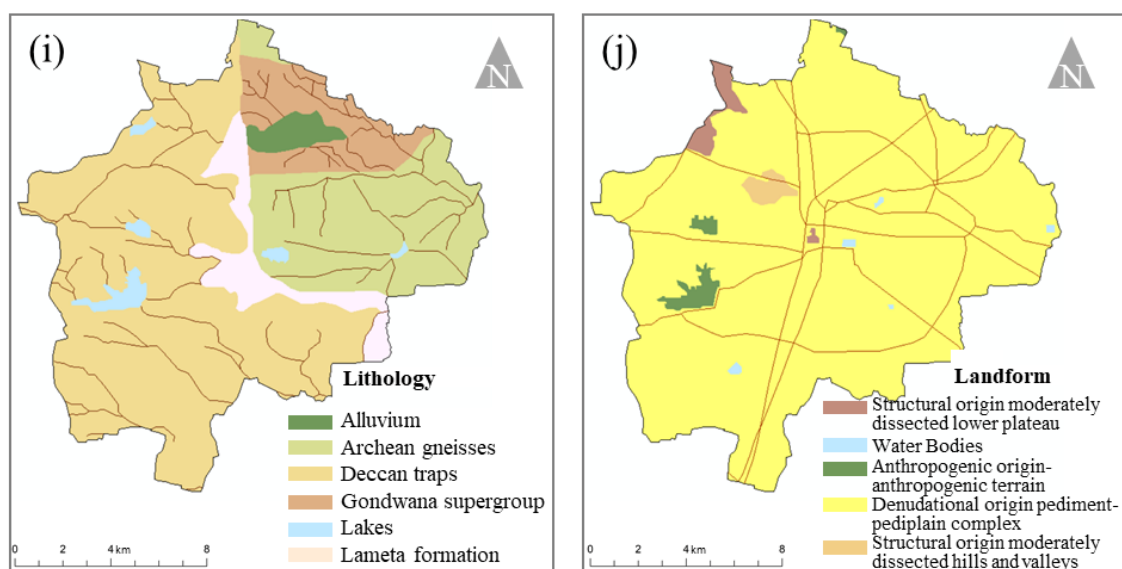 (i)
N
Lithology
Alluvium
Archean gneisses
Deccan traps
Gondwana supergroup
Lakes
Lameta formation
0 2 4 km 8
(j)
N
Landform
Structural origin moderately
dissected lower plateau
Water Bodies
Anthropogenic origin-
anthropogenic terrain
Denudational origin pediment-
pediplain complex
Structural origin moderately
dissected hills and valleys
0 2 4 km 8